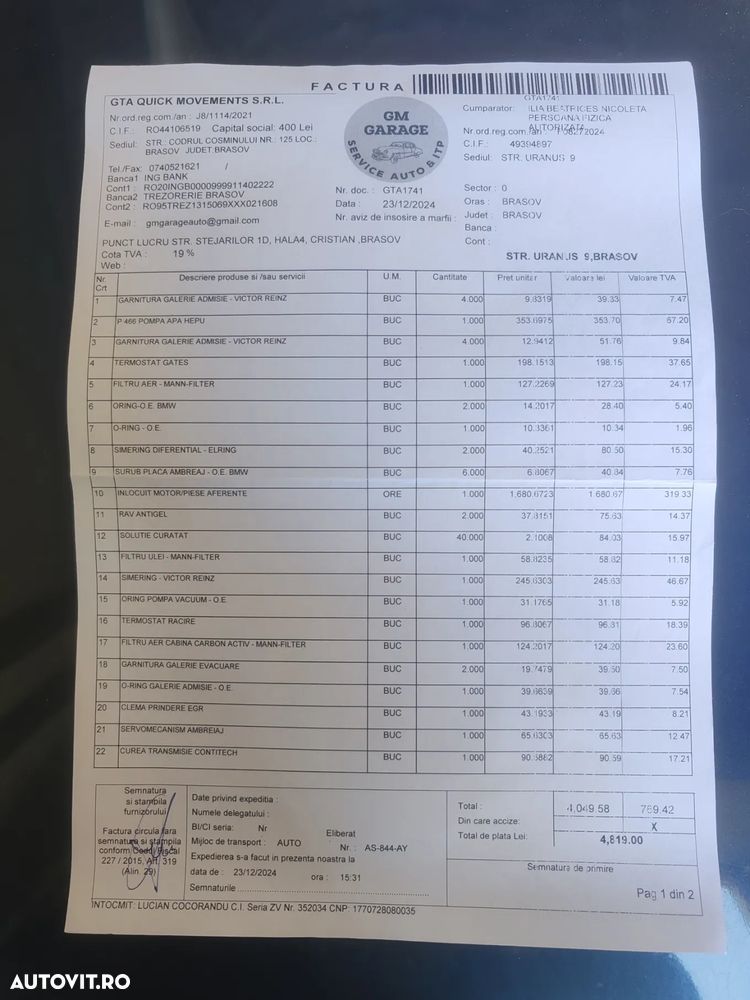 FACTURA
GTA1741
GTA QUICK MOVEMENTS S.R.L.
Nr.ord.reg.com./an : J8/1114/2021
C.I.F.: RO44106519 Capital social: 400 Lei
Sediul: STR.: CODRUL COSMINULUI NR.: 125 LOC.:
BRASOV JUDET:BRASOV
Tel./Fax: 0740521621 /
Banca1 ING BANK
Cont1 : RO20INGB0000999911402222
Banca2 TREZORERIE BRASOV
Cont2 : RO95TREZ1315069XXX021608
E-mail : gmgarageauto@gmail.com
PUNCT LUCRU STR. STEJARILOR 1D, HALA4, CRISTIAN ,BRASOV
Cota TVA : 19 %
Web :
GM
GARAGE
SERVICE AUTO & ITP
Nr. doc. : GTA1741
Data : 23/12/2024
Nr. aviz de insosire a marfii :
Cumparator: ILIA BEATRICES NICOLETA
PERSOANA FIZICA
AUTORIZATA
Nr.ord.reg.com./an
C.I.F.: 49394897
Sediul: STR. URANUS 9
Sector : 0
Oras : BRASOV
Judet : BRASOV
Banca :
Cont :
STR. URANUS 9,BRASOV
Nr. Crt Descriere produse si /sau servicii U.M. Cantitate Pret unitar Valoare lei Valoare TVA
1 GARNITURA GALERIE ADMISIE - VICTOR REINZ BUC 4.000 9.8319 39.33 7.47
2 P 466 POMPA APA HEPU BUC 1.000 353.6975 353.70 67.20
3 GARNITURA GALERIE ADMISIE - VICTOR REINZ BUC 4.000 12.9412 51.76 9.84
4 TERMOSTAT GATES BUC 1.000 198.1513 198.15 37.65
5 FILTRU AER - MANN-FILTER BUC 1.000 127.2269 127.23 24.17
6 ORING-O.E. BMW BUC 2.000 14.2017 28.40 5.40
7 O-RING - O.E. BUC 1.000 10.3361 10.34 1.96
8 SIMERING DIFERENTIAL - ELRING BUC 2.000 40.2521 80.50 15.30
9 SURUB PLACA AMBREAJ - O.E. BMW BUC 6.000 6.8067 40.84 7.76
10 INLOCUIT MOTOR/PIESE AFERENTE ORE 1.000 1,680.6723 1 680.67 319.33
11 RAV ANTIGEL BUC 2.000 37.8151 75.63 14.37
12 SOLUTIE CURATAT BUC 40.000 2.1008 84.03 15.97
13 FILTRU ULEI - MANN-FILTER BUC 1.000 58.8235 58.82 11.18
14 SIMERING - VICTOR REINZ BUC 1.000 245.6303 245.63 46.67
15 ORING POMPA VACUUM - O.E. BUC 1.000 31.1765 31.18 5.92
16 TERMOSTAT RACIRE BUC 1.000 96.8067 96.81 18.39
17 FILTRU AER CABINA CARBON ACTIV - MANN-FILTER BUC 1.000 124.2017 124.20 23.60
18 GARNITURA GALERIE EVACUARE BUC 2.000 19.7479 39.50 7.50
19 O-RING GALERIE ADMISIE - O.E. BUC 1.000 39.6639 39.66 7.54
20 CLEMA PRINDERE EGR BUC 1.000 43.1933 43.19 8.21
21 SERVOMECANISM AMBREIAJ BUC 1.000 65.6303 65.63 12.47
22 CUREA TRANSMISIE CONTITECH BUC 1.000 90.5882 90.59 17.21
Semnatura
si stampila
furnizorului
Factura circula fara
semnatura si stampila
conform Codul Fiscal
227 / 2015, Art. 319
(Alin. 29)
Date privind expeditia :
Numele delegatului :
BI/CI seria: Nr Eliberat
Mijloc de transport : AUTO Nr. : AS-844-AY
Expedierea s-a facut in prezenta noastra la
data de : 23/12/2024 ora : 15:31
Semnaturile
Total : 4,049.58 769.42
Din care accize: X
Total de plata Lei: 4,819.00
Semnatura de primire
Pag 1 din 2
INTOCMIT: LUCIAN COCORANDU C.I. Seria ZV Nr. 352034 CNP: 1770728080035
AUTOVIT.RO